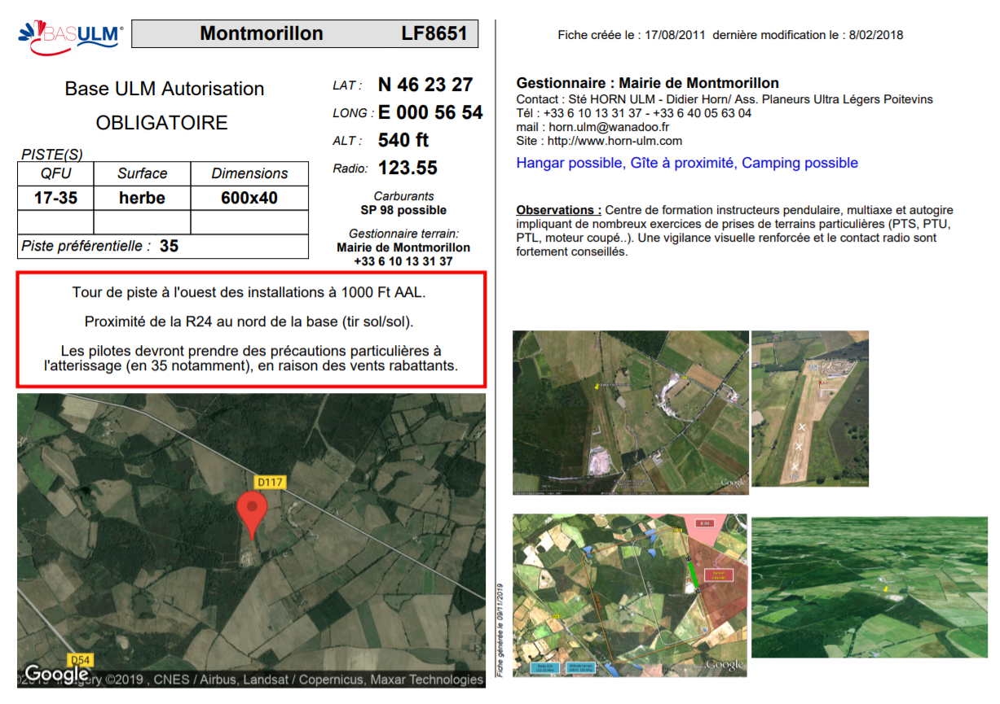 BASULM
Montmorillon LF8651
Base ULM Autorisation
OBLIGATOIRE
LAT : N 46 23 27
LONG : E 000 56 54
ALT : 540 ft
Radio: 123.55
PISTE(S)
QFU Surface Dimensions
17-35 herbe 600x40
Piste préférentielle : 35
Carburants
SP 98 possible
Gestionnaire terrain:
Mairie de Montmorillon
+33 6 10 13 31 37
Tour de piste à l'ouest des installations à 1000 Ft AAL.
Proximité de la R24 au nord de la base (tir sol/sol).
Les pilotes devront prendre des précautions particulières à
l'atterissage (en 35 notamment), en raison des vents rabattants.
D117
D54
Google
©2019 , CNES / Airbus, Landsat / Copernicus, Maxar Technologies
Fiche générée le 09/11/2019
Fiche créée le : 17/08/2011 dernière modification le : 8/02/2018
Gestionnaire : Mairie de Montmorillon
Contact : Sté HORN ULM - Didier Horn/ Ass. Planeurs Ultra Légers Poitevins
Tél : +33 6 10 13 31 37 - +33 6 40 05 63 04
mail : horn.ulm@wanadoo.fr
Site : http://www.horn-ulm.com
Hangar possible, Gîte à proximité, Camping possible
Observations : Centre de formation instructeurs pendulaire, multiaxe et autogire
impliquant de nombreux exercices de prises de terrains particulières (PTS, PTU,
PTL, moteur coupé..). Une vigilance visuelle renforcée et le contact radio sont
fortement conseillés.
Google
Google